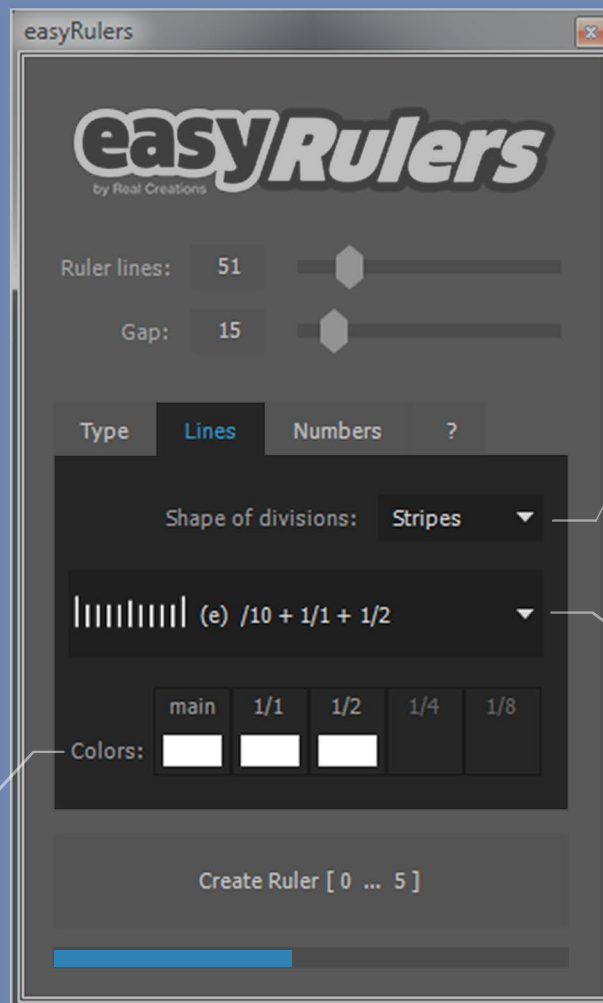 easyRulers
easyRulers
by Real Creations
Ruler lines: 51
Gap: 15
Type Lines Numbers ?
Shape of divisions: Stripes
(e) /10 + 1/1 + 1/2
main 1/1 1/2 1/4 1/8
Colors:
Create Ruler [ 0 ... 5 ]